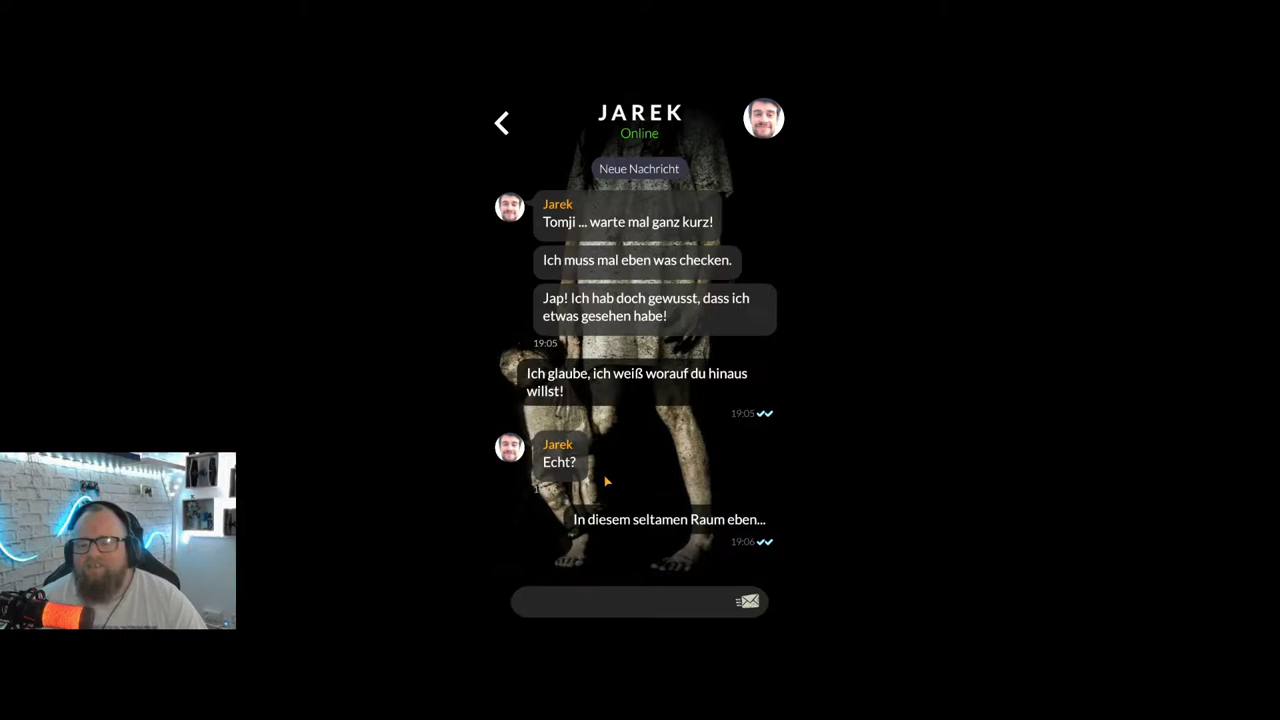 JAREK
Online
Neue Nachricht
Jarek
Tomji ... warte mal ganz kurz!
Ich muss mal eben was checken.
Jap! Ich hab doch gewusst, dass ich
etwas gesehen habe!
19:05
Ich glaube, ich weiß worauf du hinaus
willst!
19:05
Jarek
Echt?
In diesem seltamen Raum eben...
19:06